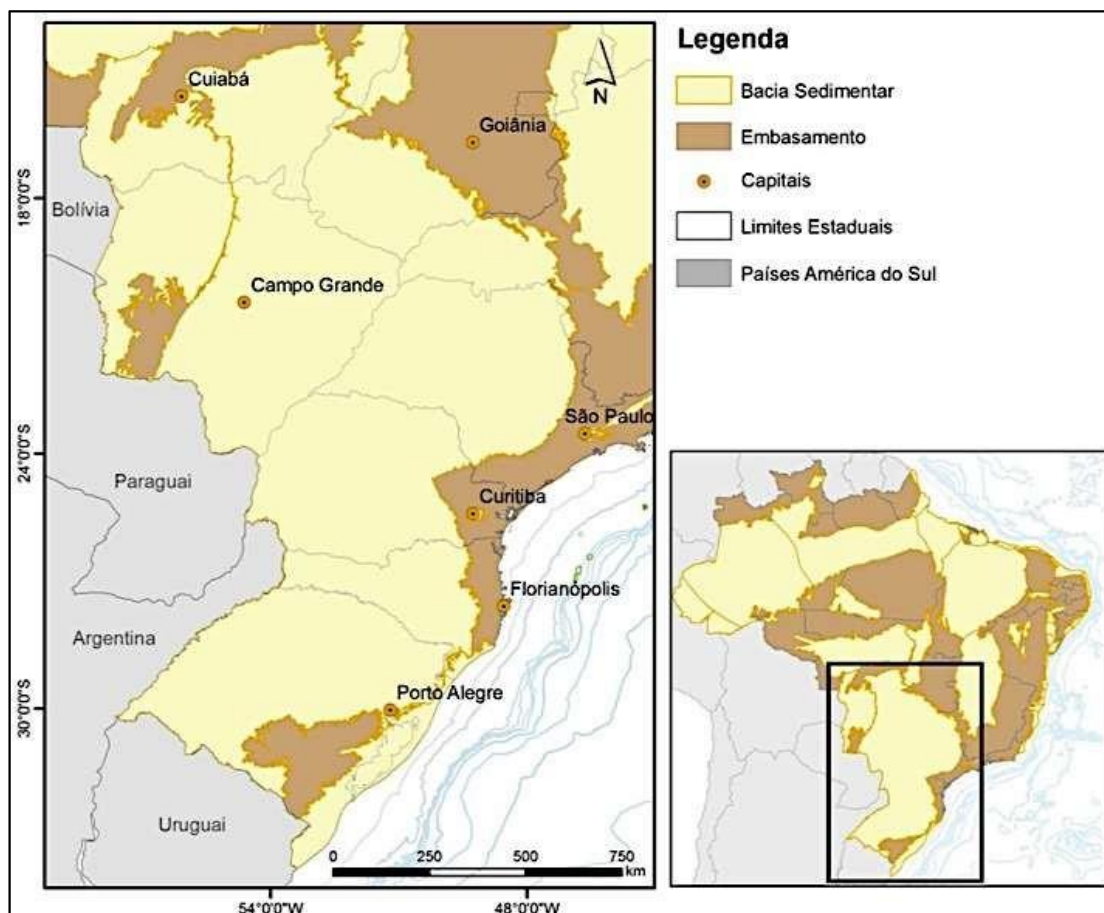 Legenda
Bacia Sedimentar
Embasamento
Capitais
Limites Estaduais
Países América do Sul
N
Cuiabá
Goiânia
18°0'0"S
Bolívia
Campo Grande
São Paulo
24°0'0"S
Paraguai
Curitiba
Florianópolis
Argentina
30°0'0"S
Porto Alegre
Uruguai
0 250 500 750
km
54°0'0"W 48°0'0"W